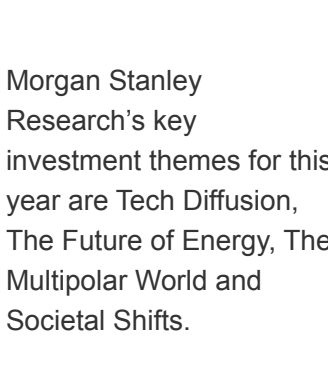 Morgan Stanley
Research’s key
investment themes for this
year are Tech Diffusion,
The Future of Energy, The
Multipolar World and
Societal Shifts.